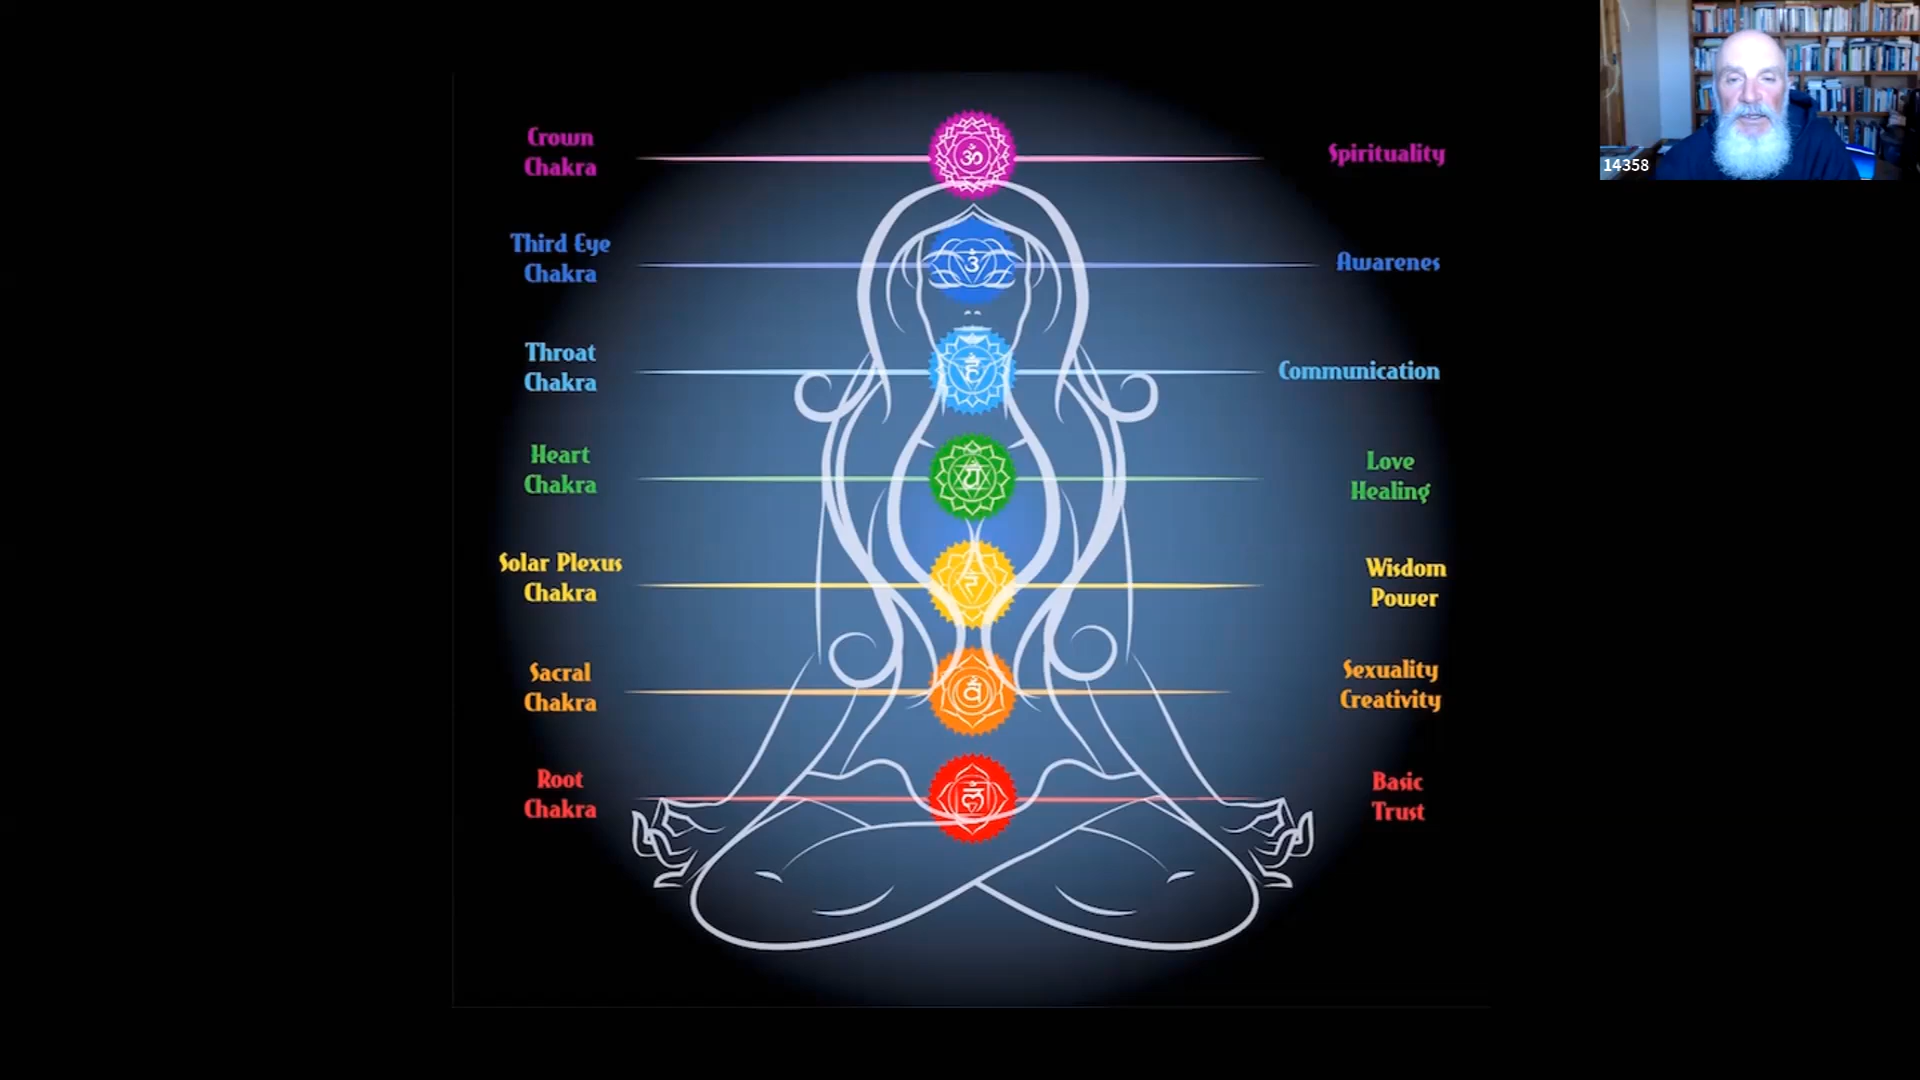 Crown
Chakra
ॐ
Spirituality
Third Eye
Chakra
Awarenes
Throat
Chakra
हं
Communication
Heart
Chakra
यं
Love
Healing
Solar Plexus
Chakra
रं
Wisdom
Power
Sacral
Chakra
वं
Sexuality
Creativity
Root
Chakra
लं
Basic
Trust
14358